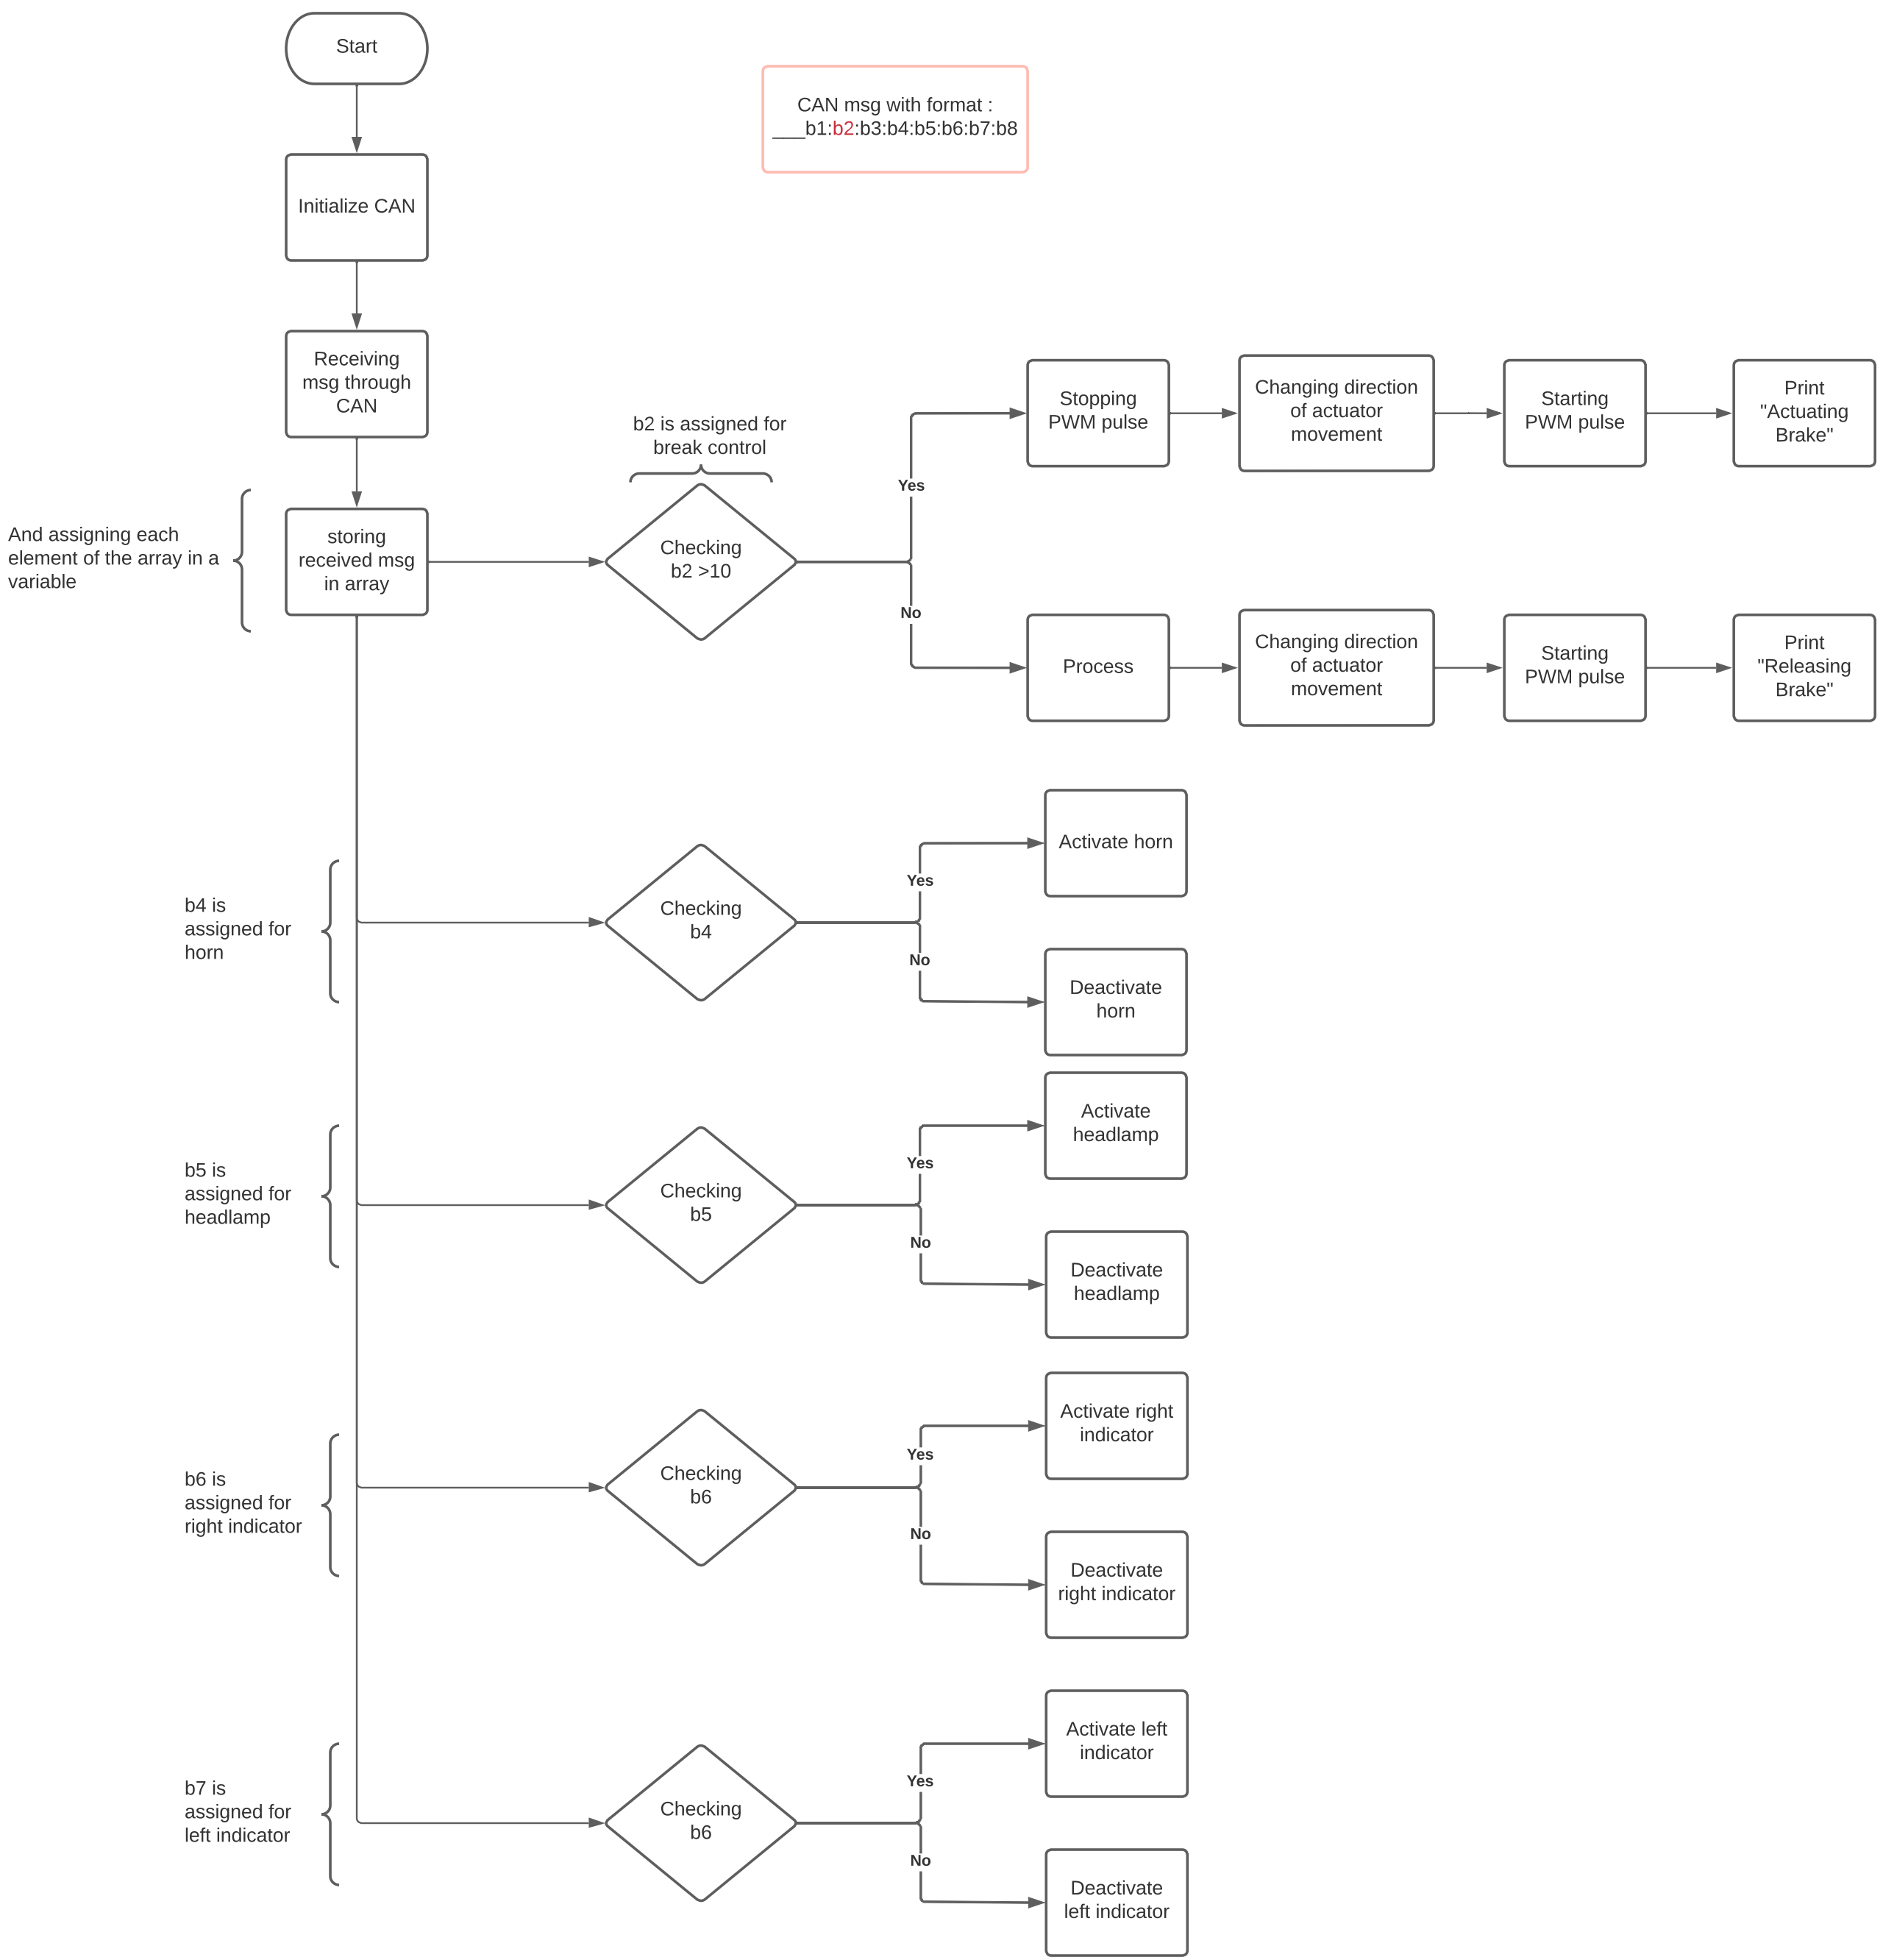 Start
CAN msg with format :
___b1:b2:b3:b4:b5:b6:b7:b8
Initialize CAN
Receiving
msg through
CAN
And assigning each
element of the array in a
variable
storing
received msg
in array
b2 is assigned for
break control
Checking
b2 >10
Yes
Stopping
PWM pulse
Changing direction
of actuator
movement
Starting
PWM pulse
Print
"Actuating
Brake"
No
Process
Changing direction
of actuator
movement
Starting
PWM pulse
Print
"Releasing
Brake"
b4 is
assigned for
horn
Checking
b4
Yes
Activate horn
No
Deactivate
horn
b5 is
assigned for
headlamp
Checking
b5
Yes
Activate
headlamp
No
Deactivate
headlamp
b6 is
assigned for
right indicator
Checking
b6
Yes
Activate right
indicator
No
Deactivate
right indicator
b7 is
assigned for
left indicator
Checking
b6
Yes
Activate left
indicator
No
Deactivate
left indicator